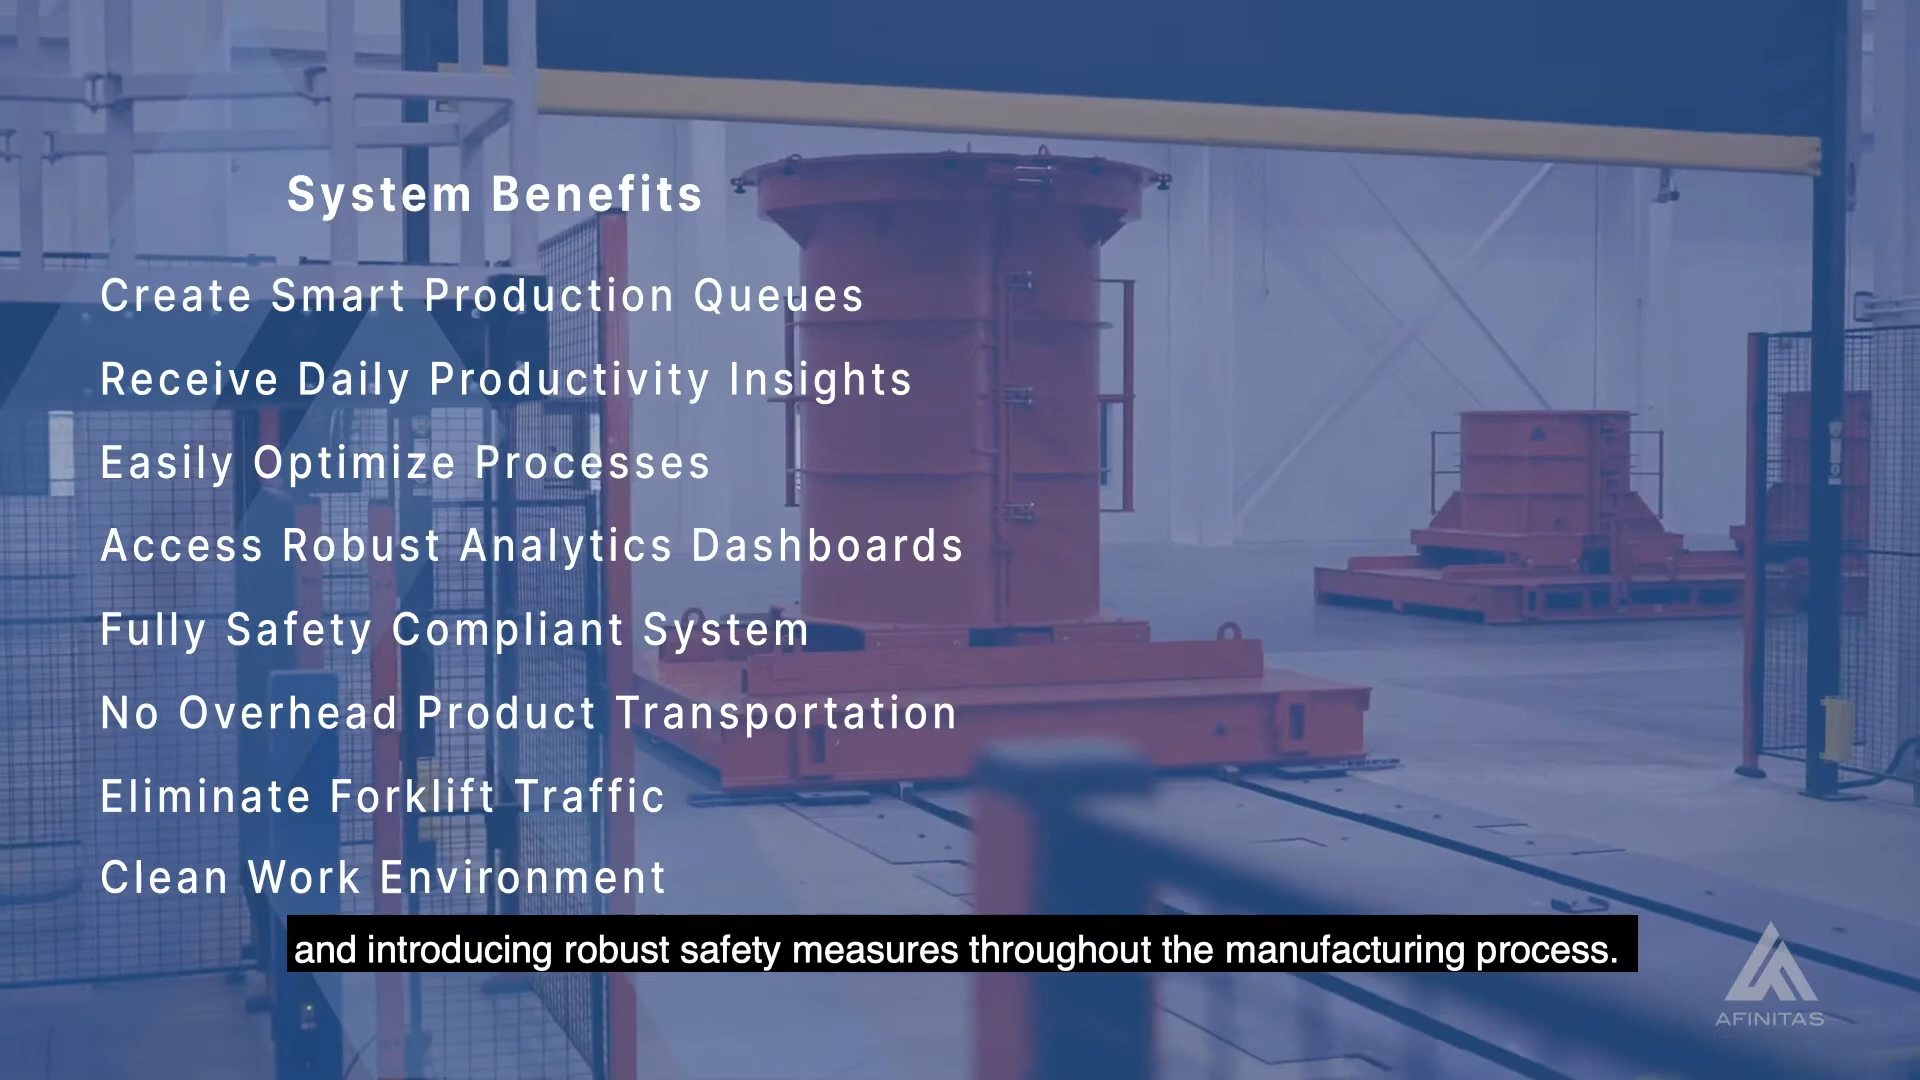 System Benefits
Create Smart Production Queues
Receive Daily Productivity Insights
Easily Optimize Processes
Access Robust Analytics Dashboards
Fully Safety Compliant System
No Overhead Product Transportation
Eliminate Forklift Traffic
Clean Work Environment
and introducing robust safety measures throughout the manufacturing process.
AFINITAS